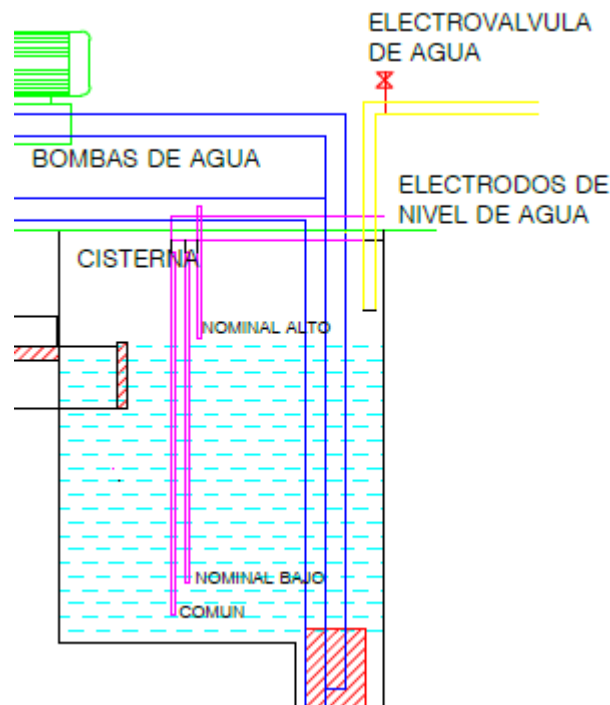 ELECTROVALVULA
DE AGUA
BOMBAS DE AGUA
ELECTRODOS DE
NIVEL DE AGUA
CISTERNA
NOMINAL ALTO
NOMINAL BAJO
COMUN